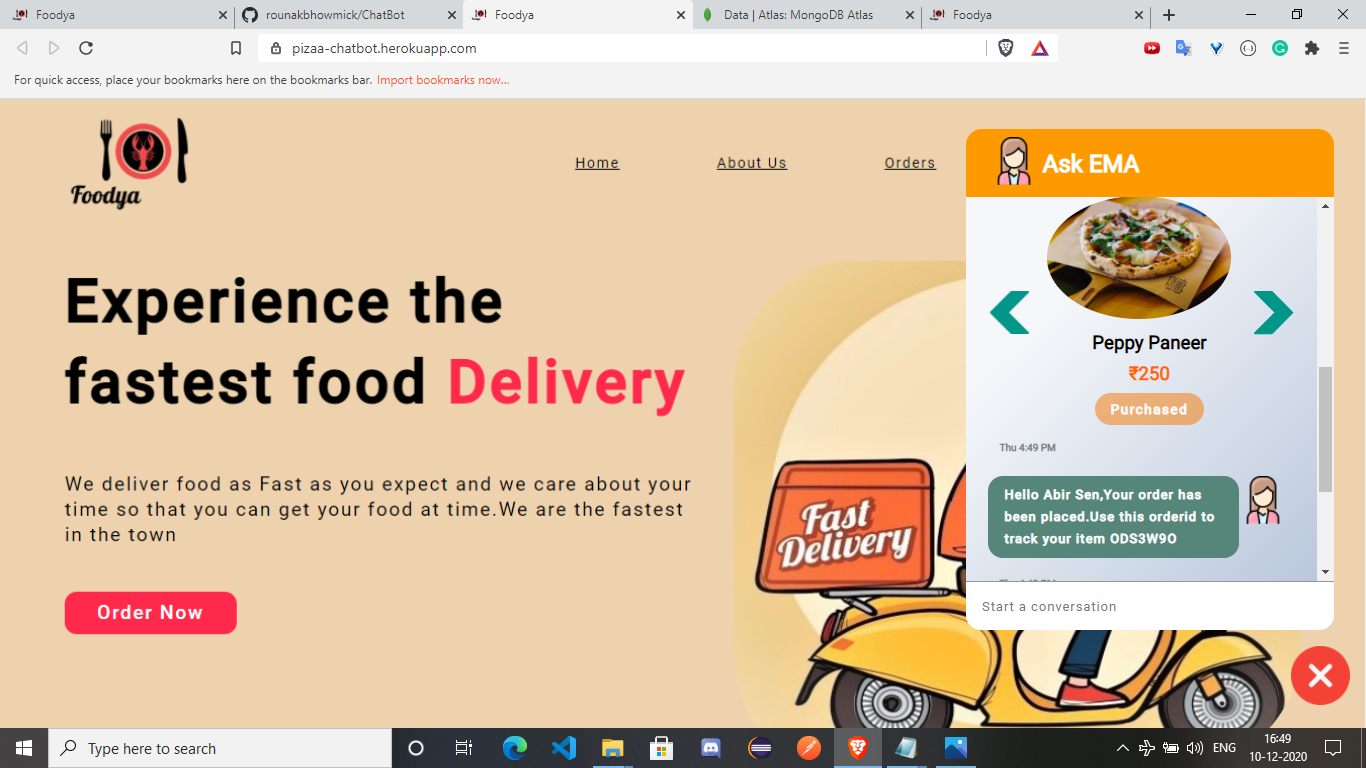 Foodya
rounakbhowmick/ChatBot
Foodya
Data | Atlas: MongoDB Atlas
Foodya
pizaa-chatbot.herokuapp.com
For quick access, place your bookmarks here on the bookmarks bar. Import bookmarks now...
Foodya
Home
About Us
Orders
Experience the
fastest food Delivery
We deliver food as Fast as you expect and we care about your
time so that you can get your food at time.We are the fastest
in the town
Order Now
Fast
Delivery
Ask EMA
Peppy Paneer
₹250
Purchased
Thu 4:49 PM
Hello Abir Sen,Your order has
been placed.Use this orderid to
track your item ODS3W9O
Start a conversation
Type here to search
ENG
16:49
10-12-2020